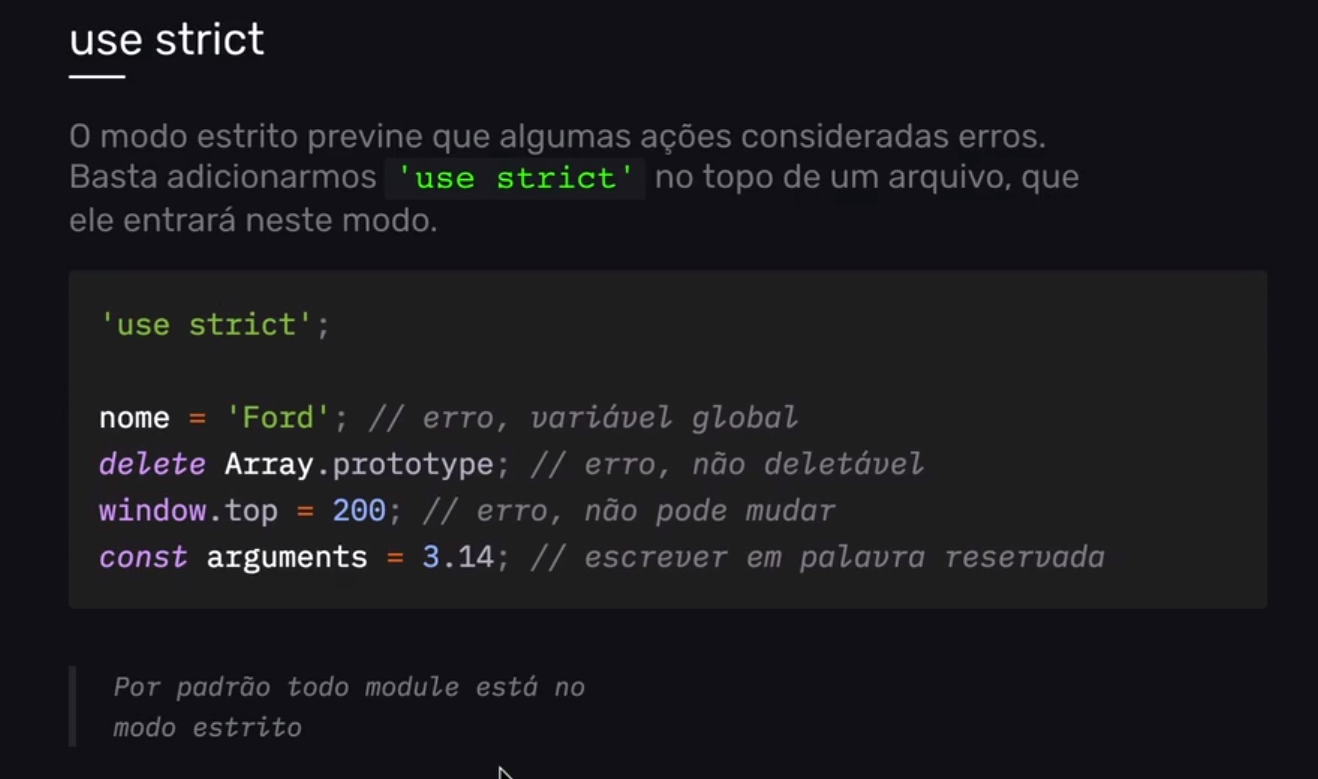 use strict
O modo estrito previne que algumas ações consideradas erros.
Basta adicionarmos 'use strict' no topo de um arquivo, que
ele entrará neste modo.
'use strict';
nome = 'Ford'; // erro, variável global
delete Array.prototype; // erro, não deletável
window.top = 200; // erro, não pode mudar
const arguments = 3.14; // escrever em palavra reservada
Por padrão todo module está no
modo estrito